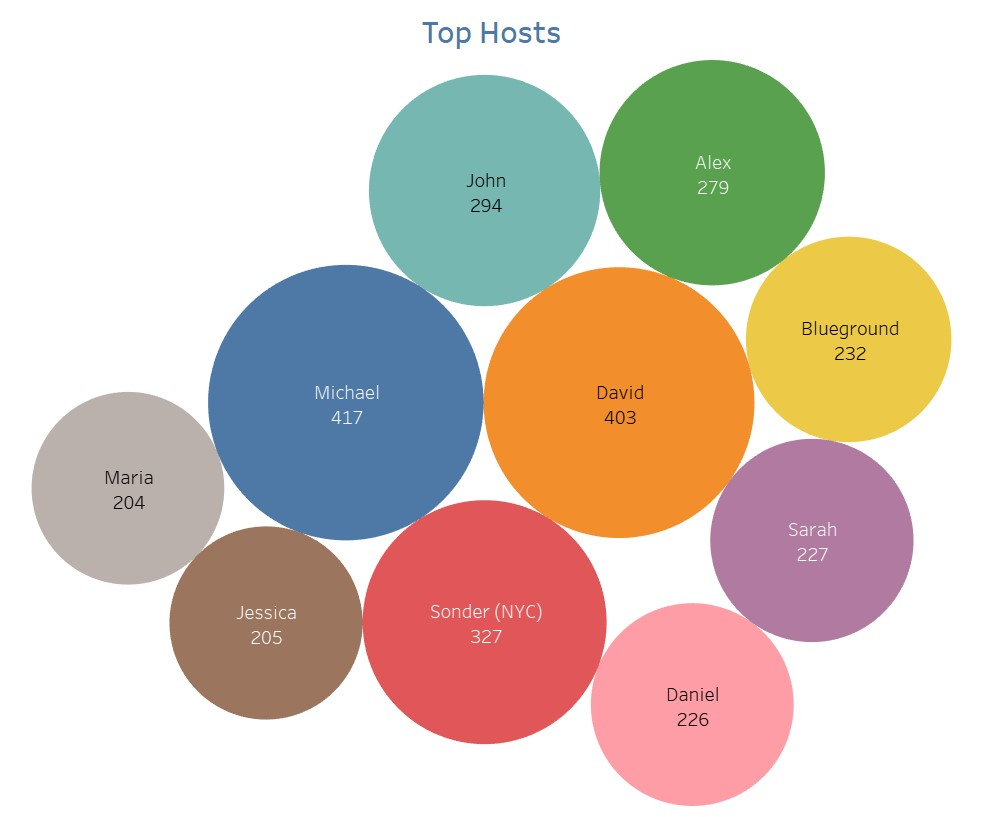 Top Hosts
John
294
Alex
279
Blueground
232
Michael
417
David
403
Maria
204
Sarah
227
Jessica
205
Sonder (NYC)
327
Daniel
226